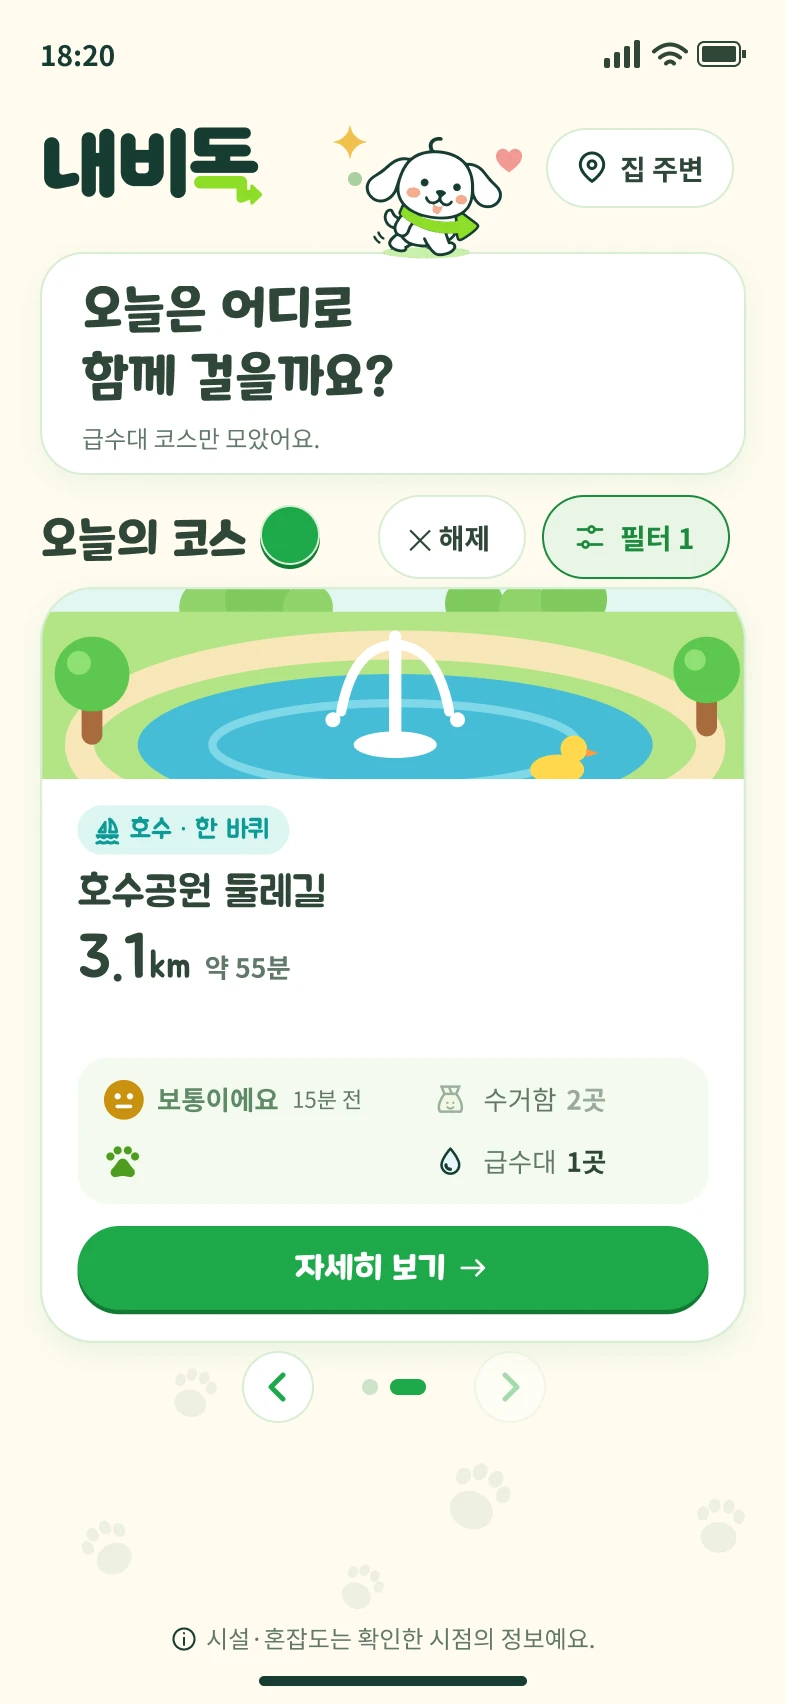 18:20
내비독
집 주변
오늘은 어디로
함께 걸을까요?
급수대 코스만 모았어요.
오늘의 코스
해제
필터 1
호수 · 한 바퀴
호수공원 둘레길
3.1km 약 55분
보통이에요 15분 전
수거함 2곳
급수대 1곳
자세히 보기 →
시설·혼잡도는 확인한 시점의 정보예요.